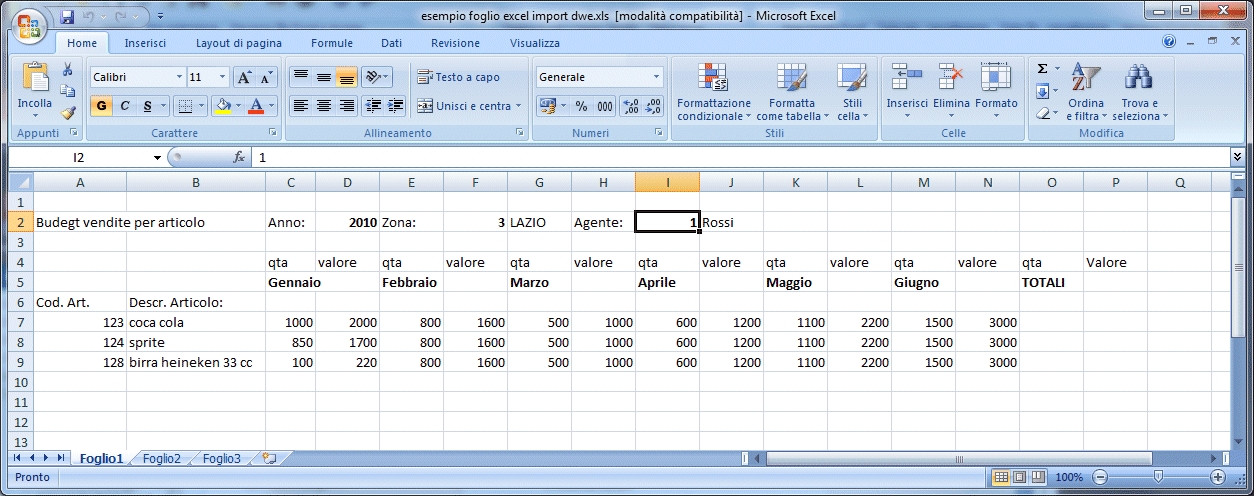 esempio foglio excel import dwe.xls [modalità compatibilità] - Microsoft Excel
Home Inserisci Layout di pagina Formule Dati Revisione Visualizza
Incolla
Calibri 11
G C S
Testo a capo
Unisci e centra
Generale
% 000
Formattazione condizionale
Formatta come tabella
Stili cella
Inserisci Elimina Formato
Ordina e filtra
Trova e seleziona
Appunti Carattere Allineamento Numeri Stili Celle Modifica
I2 fx 1
A B C D E F G H I J K L M N O P Q
1
2 Budegt vendite per articolo Anno: 2010 Zona: 3 LAZIO Agente: 1 Rossi
3
4 qta valore qta valore qta valore qta valore qta valore qta valore qta Valore
5 Gennaio Febbraio Marzo Aprile Maggio Giugno TOTALI
6 Cod. Art. Descr. Articolo:
7 123 coca cola 1000 2000 800 1600 500 1000 600 1200 1100 2200 1500 3000
8 124 sprite 850 1700 800 1600 500 1000 600 1200 1100 2200 1500 3000
9 128 birra heineken 33 cc 100 220 800 1600 500 1000 600 1200 1100 2200 1500 3000
10
11
12
13
Foglio1 Foglio2 Foglio3
Pronto 100%